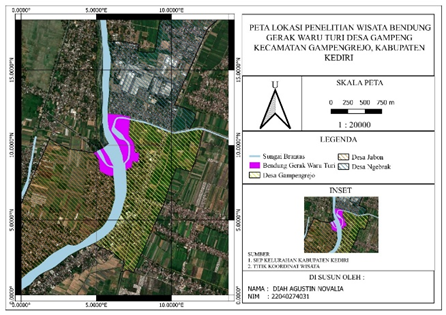 5.0000°E
10.0000°E
15.0000°E
15.0000°N
10.0000°N
5.0000°N
0.0000°
PETA LOKASI PENELITIAN WISATA BENDUNG
GERAK WARU TURI DESA GAMPENG
KECAMATAN GAMPENGREJO, KABUPATEN
KEDIRI
U
SKALA PETA
0 250 500 750 m
1 : 20000
LEGENDA
Sungai Brantas
Bendung Gerak Waru Turi
Desa Gampengrejo
Desa Jabon
Desa Ngebrak
INSET
SUMBER
1. SHP KELURAHAN KABUPATEN KEDIRI
2. TITIK KOORDINAT WISATA
DI SUSUN OLEH :
NAMA : DIAH AGUSTIN NOVALIA
NIM : 22040274031